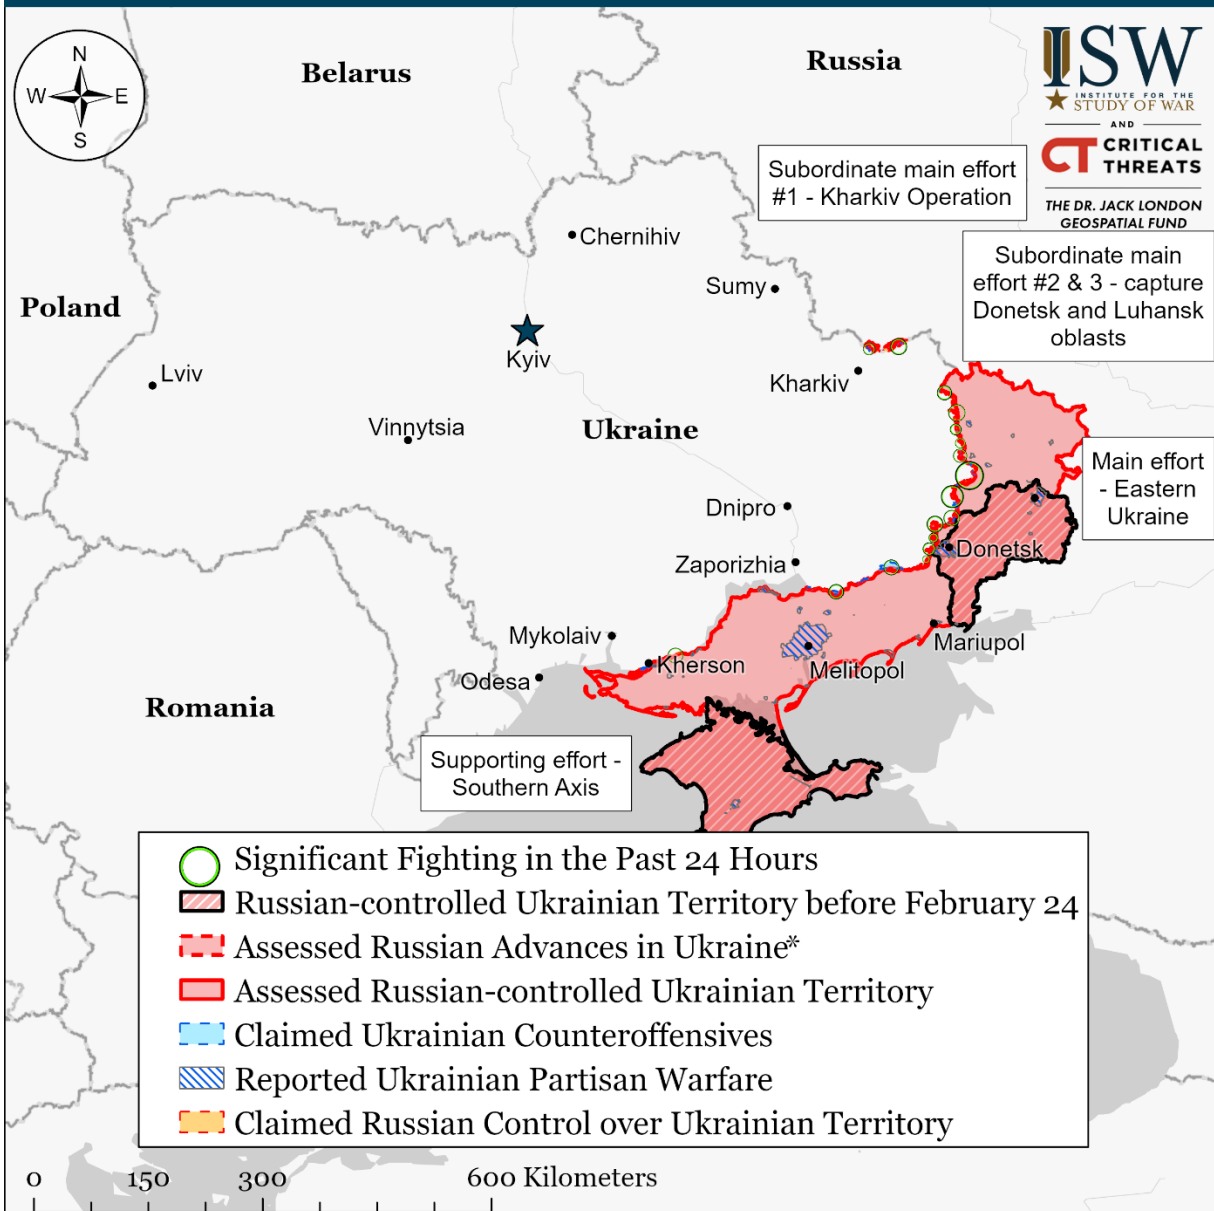 N
W
E
S
Belarus
Russia
ISW
INSTITUTE FOR THE
STUDY OF WAR
AND
CT CRITICAL
THREATS
THE DR. JACK LONDON
GEOSPATIAL FUND
Subordinate main effort
#1 - Kharkiv Operation
Subordinate main
effort #2 & 3 - capture
Donetsk and Luhansk
oblasts
Chernihiv
Sumy
Poland
Kyiv
Lviv
Kharkiv
Vinnytsia
Ukraine
Main effort
- Eastern
Ukraine
Dnipro
Donetsk
Zaporizhia
Mykolaiv
Mariupol
Kherson
Melitopol
Odesa
Romania
Supporting effort -
Southern Axis
Significant Fighting in the Past 24 Hours
Russian-controlled Ukrainian Territory before February 24
Assessed Russian Advances in Ukraine*
Assessed Russian-controlled Ukrainian Territory
Claimed Ukrainian Counteroffensives
Reported Ukrainian Partisan Warfare
Claimed Russian Control over Ukrainian Territory
0 150 300 600 Kilometers